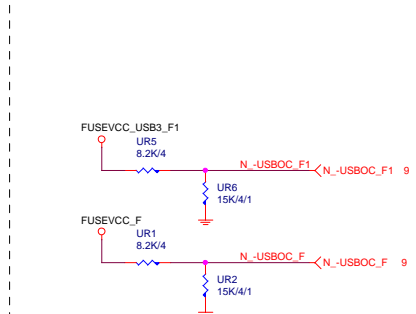 FUSEVCC_USB3_F1
UR5
8.2K/4
N_-USBOC_F1
N_-USBOC_F1 9
UR6
15K/4/1
FUSEVCC_F
UR1
8.2K/4
N_-USBOC_F
N_-USBOC_F 9
UR2
15K/4/1